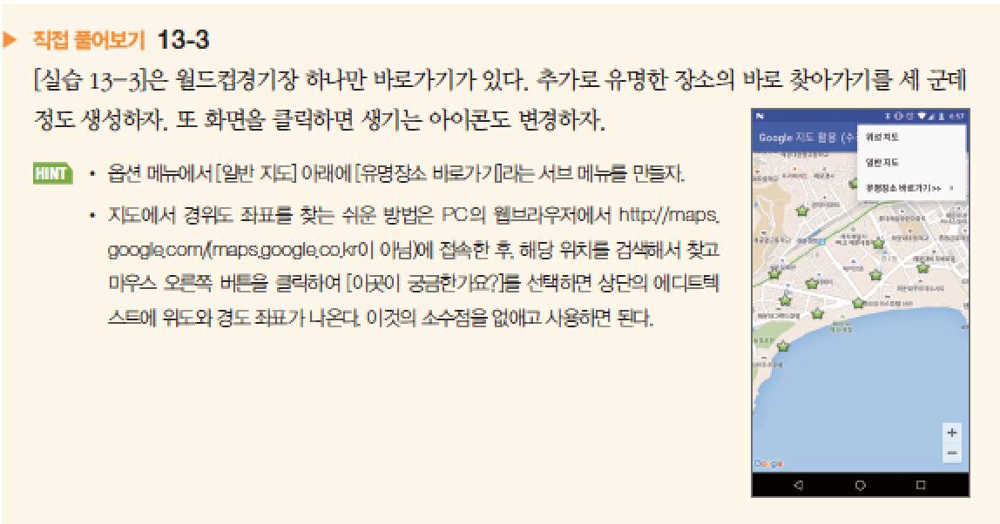 ▶ 직접 풀어보기 13-3
[실습 13-3]은 월드컵경기장 하나만 바로가기가 있다. 추가로 유명한 장소의 바로 찾아가기를 세 군데
정도 생성하자. 또 화면을 클릭하면 생기는 아이콘도 변경하자.
HINT • 옵션 메뉴에서 [일반 지도] 아래에 [유명장소 바로가기]라는 서브 메뉴를 만들자.
• 지도에서 경위도 좌표를 찾는 쉬운 방법은 PC의 웹브라우저에서 http://maps.
google.com/(maps.google.co.kr이 아님)에 접속한 후, 해당 위치를 검색해서 찾고
마우스 오른쪽 버튼을 클릭하여 [이곳이 궁금한가요?]를 선택하면 상단의 에디트텍
스트에 위도와 경도 좌표가 나온다. 이것의 소수점을 없애고 사용하면 된다.
6:57
Google 지도 활용 (수
위성 지도
일반 지도
유명장소 바로가기 >>
+
−
Google